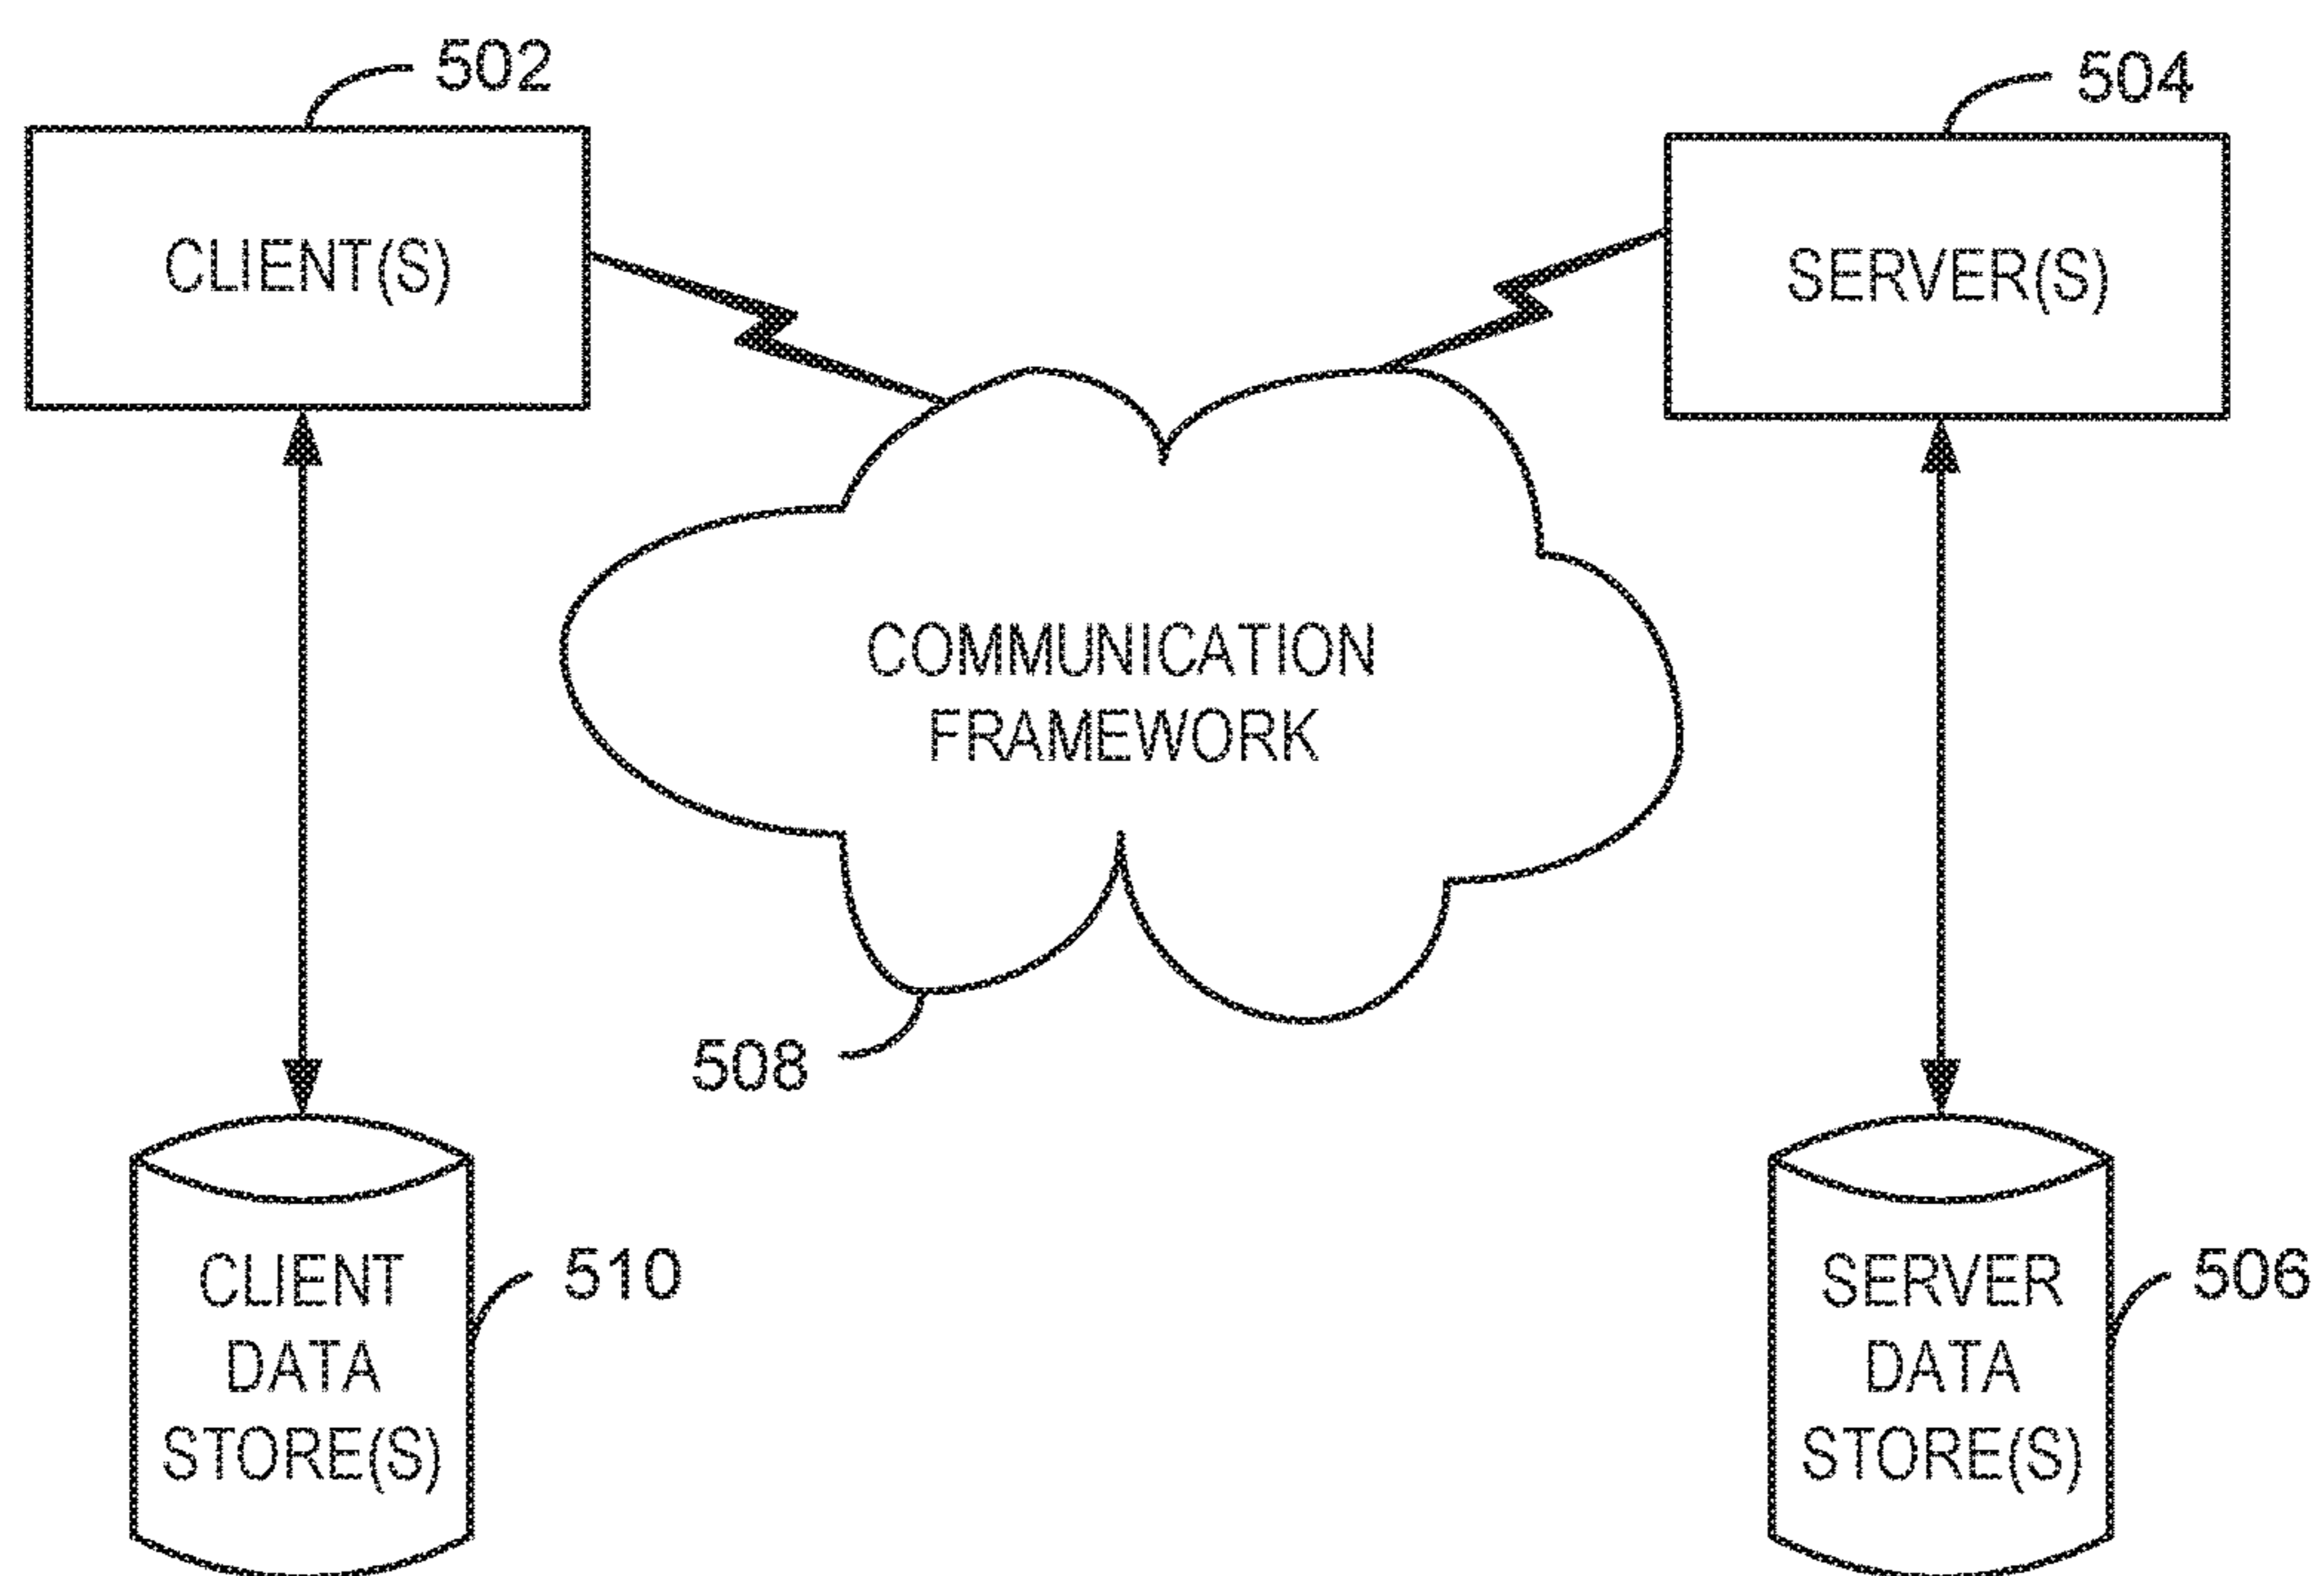 502
504
CLIENT(S)
SERVER(S)
COMMUNICATION
FRAMEWORK
508
CLIENT
DATA
STORE(S)
510
SERVER
DATA
STORE(S)
506